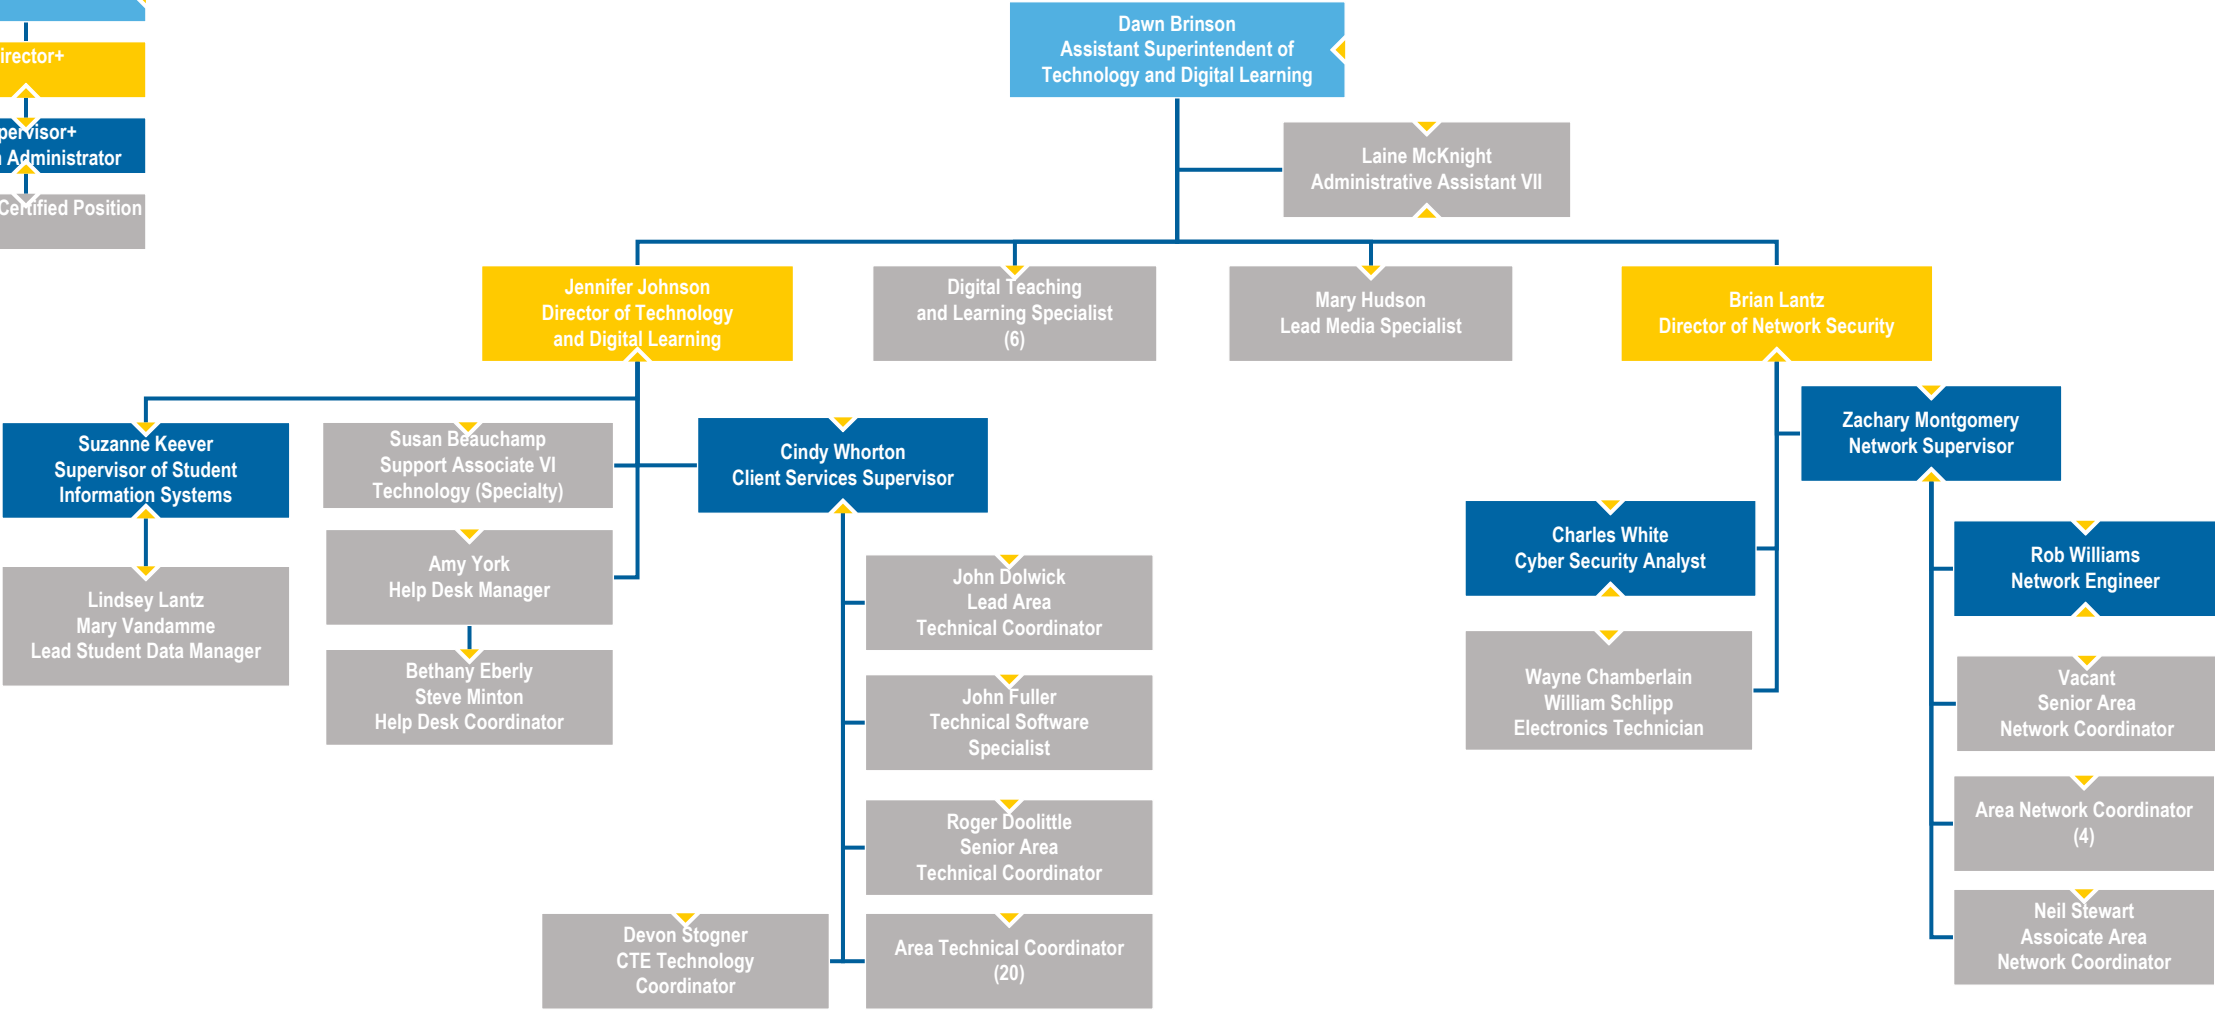 Dawn Brinson
Assistant Superintendent of
Technology and Digital Learning
Laine McKnight
Administrative Assistant VII
Administrator
Certified Position
Jennifer Johnson
Director of Technology
and Digital Learning
Digital Teaching
and Learning Specialist
(6)
Mary Hudson
Lead Media Specialist
Brian Lantz
Director of Network Security
Suzanne Keever
Supervisor of Student
Information Systems
Lindsey Lantz
Mary Vandamme
Lead Student Data Manager
Susan Beauchamp
Support Associate VI
Technology (Specialty)
Amy York
Help Desk Manager
Bethany Eberly
Steve Minton
Help Desk Coordinator
Cindy Whorton
Client Services Supervisor
John Dolwick
Lead Area
Technical Coordinator
John Fuller
Technical Software
Specialist
Roger Doolittle
Senior Area
Technical Coordinator
Devon Stogner
CTE Technology
Coordinator
Area Technical Coordinator
(20)
Zachary Montgomery
Network Supervisor
Charles White
Cyber Security Analyst
Wayne Chamberlain
William Schlipp
Electronics Technician
Rob Williams
Network Engineer
Vacant
Senior Area
Network Coordinator
Area Network Coordinator
(4)
Neil Stewart
Assoicate Area
Network Coordinator